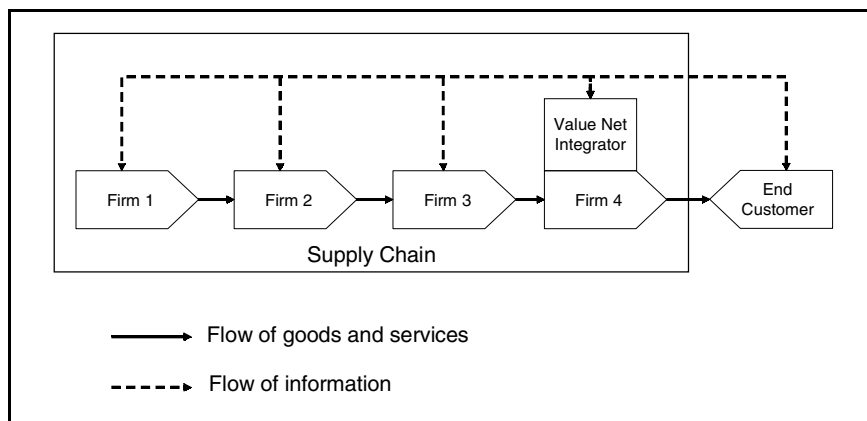 Value Net
Integrator
Firm 1
Firm 2
Firm 3
Firm 4
End
Customer
Supply Chain
Flow of goods and services
Flow of information